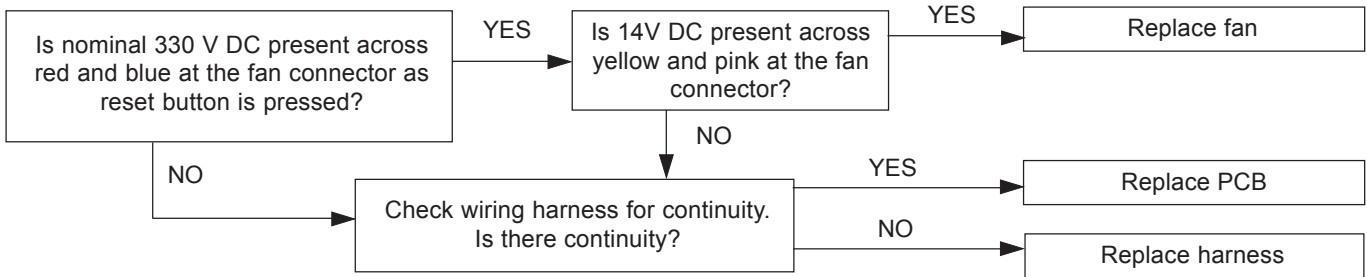 Is nominal 330 V DC present across
red and blue at the fan connector as
reset button is pressed?
YES
Is 14V DC present across
yellow and pink at the fan
connector?
YES
Replace fan
NO
NO
Check wiring harness for continuity.
Is there continuity?
YES
Replace PCB
NO
Replace harness